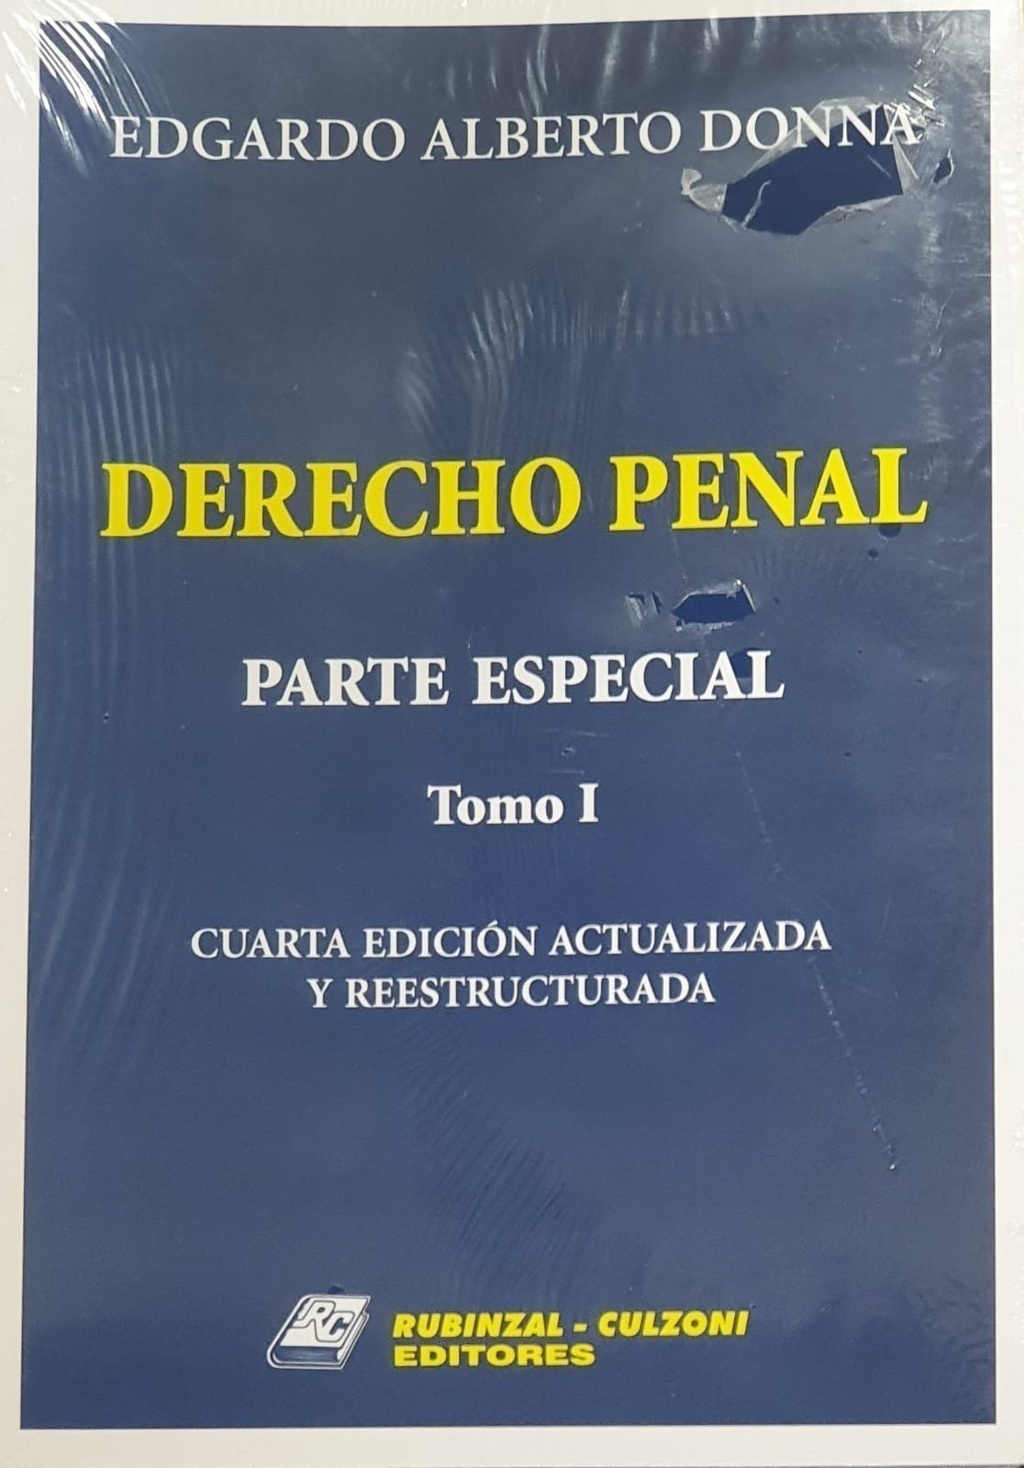 EDGARDO ALBERTO DONNA
DERECHO PENAL
PARTE ESPECIAL
Tomo I
CUARTA EDICIÓN ACTUALIZADA
Y REESTRUCTURADA
RC
RUBINZAL - CULZONI
EDITORES